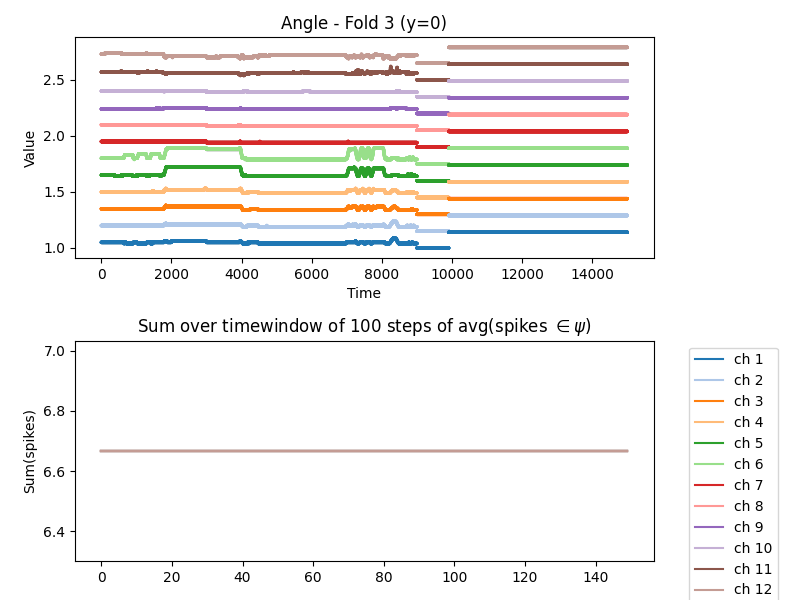 Angle - Fold 3 (y=0)
2.5
2.0
1.5
1.0
Value
0 2000 4000 6000 8000 10000 12000 14000
Time
Sum over timewindow of 100 steps of avg(spikes ∈ ψ)
7.0
6.8
6.6
6.4
Sum(spikes)
0 20 40 60 80 100 120 140
ch 1
ch 2
ch 3
ch 4
ch 5
ch 6
ch 7
ch 8
ch 9
ch 10
ch 11
ch 12